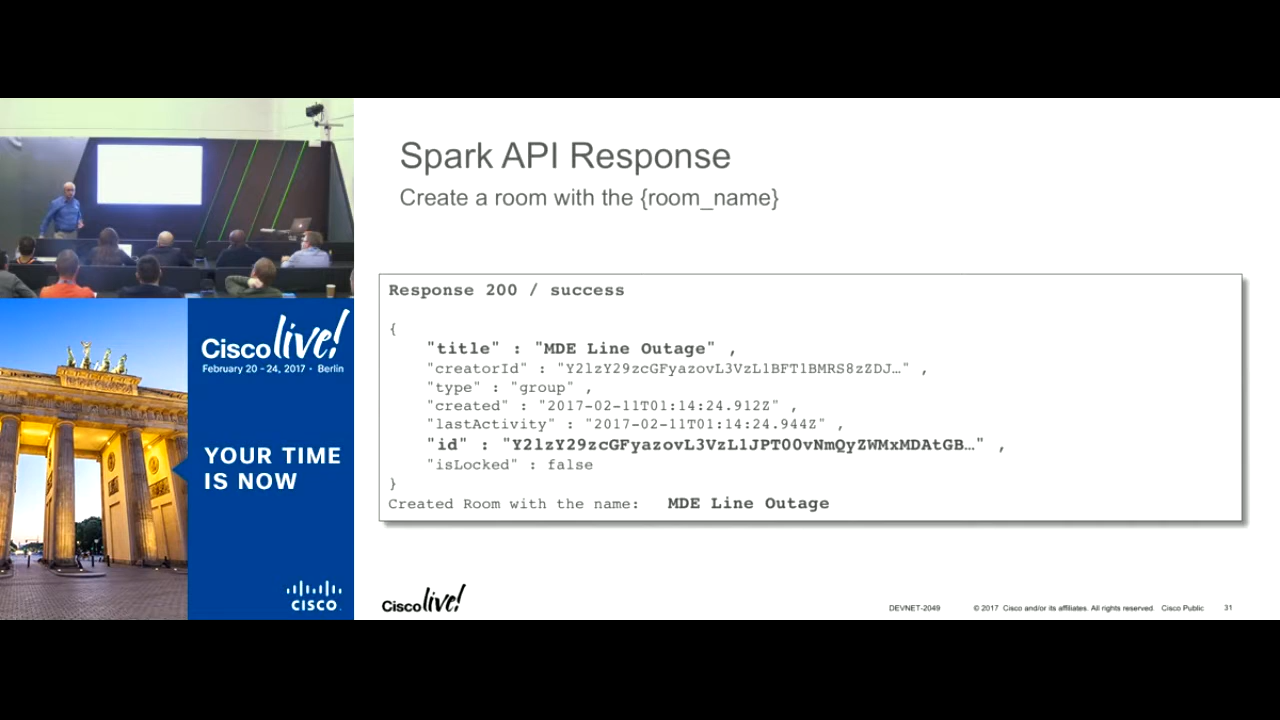 Spark API Response
Create a room with the {room_name}
Response 200 / success
{
"title" : "MDE Line Outage" ,
"creatorId" : "Y2lzY29zcGFyazovL3VzL1BFT1BMRS8zZDJ…" ,
"type" : "group" ,
"created" : "2017-02-11T01:14:24.912Z" ,
"lastActivity" : "2017-02-11T01:14:24.944Z" ,
"id" : "Y2lzY29zcGFyazovL3VzL1JPT00vNmQyZWMxMDAtGB…" ,
"isLocked" : false
}
Created Room with the name: MDE Line Outage
Cisco live!
February 20 - 24, 2017 · Berlin
YOUR TIME
IS NOW
CISCO
Cisco live!
DEVNET-2049 © 2017 Cisco and/or its affiliates. All rights reserved. Cisco Public 31